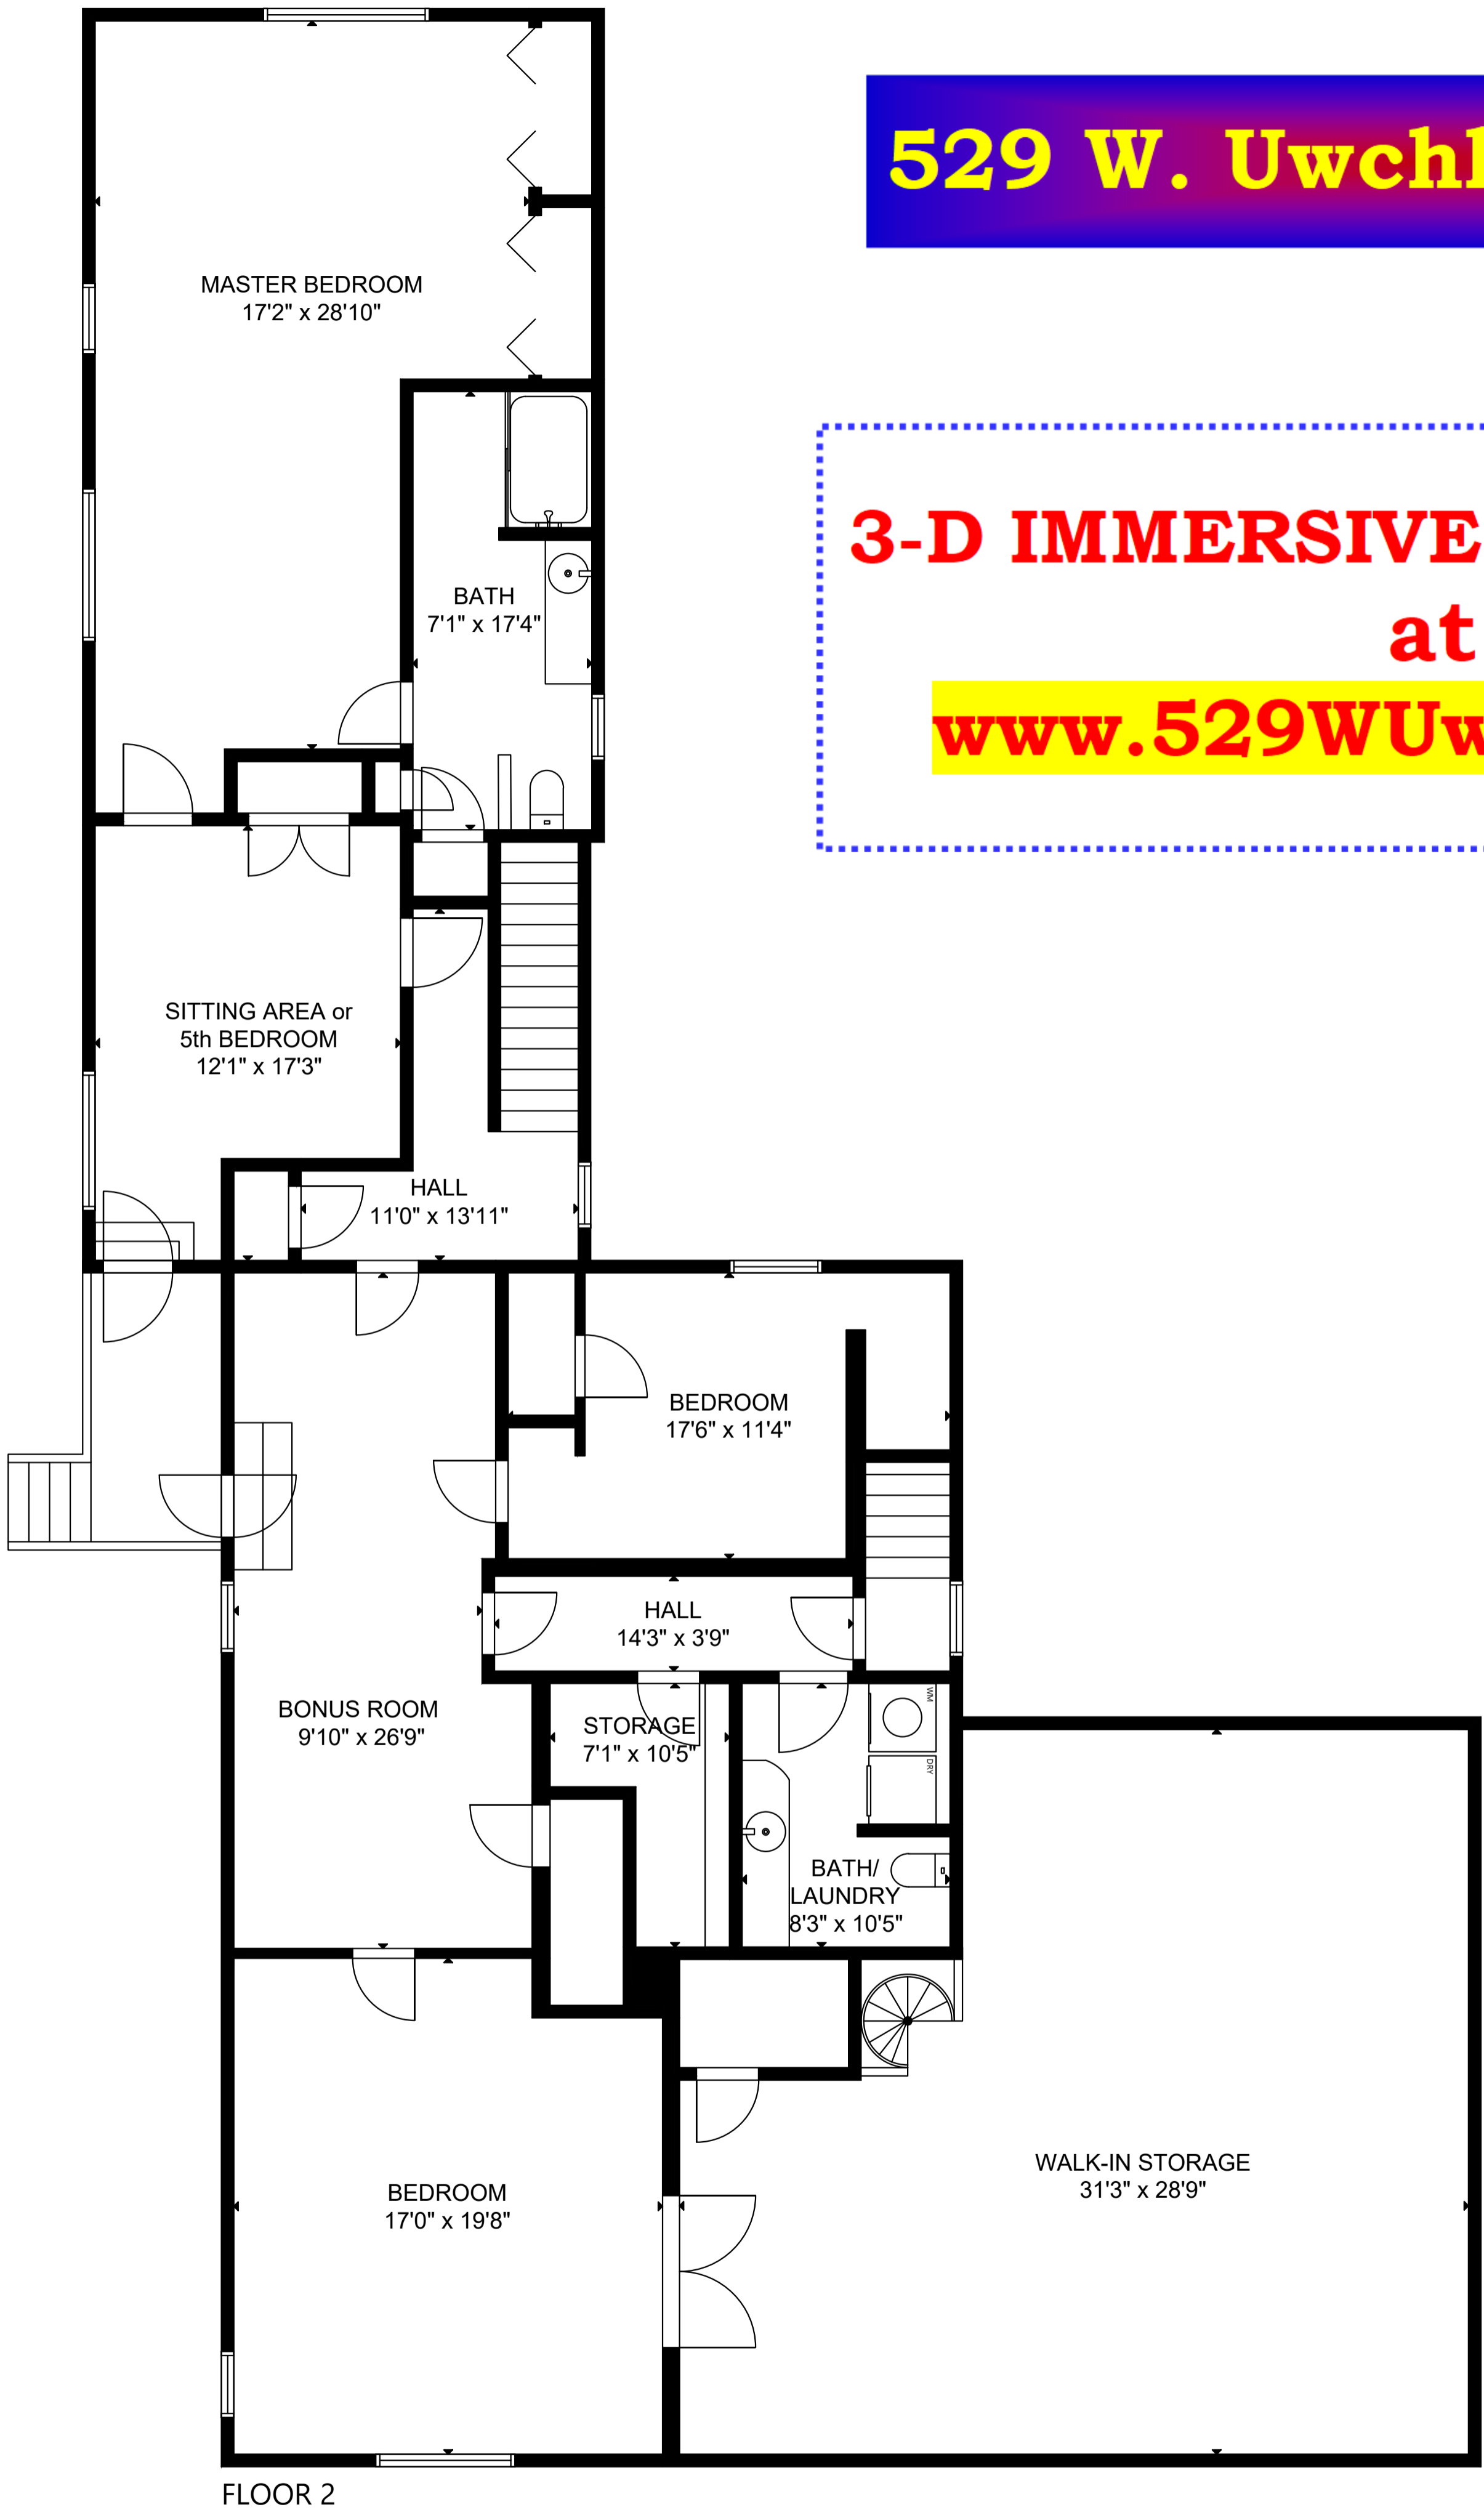 529 W. Uwchl
MASTER BEDROOM
17'2" x 28'10"
3-D IMMERSIVE
at
www.529WUw
BATH
7'1" x 17'4"
SITTING AREA or
5th BEDROOM
12'1" x 17'3"
HALL
11'0" x 13'11"
BEDROOM
17'6" x 11'4"
HALL
14'3" x 3'9"
BONUS ROOM
9'10" x 26'9"
STORAGE
7'1" x 10'5"
WM
DRY
BATH/
LAUNDRY
8'3" x 10'5"
WALK-IN STORAGE
31'3" x 28'9"
BEDROOM
17'0" x 19'8"
FLOOR 2